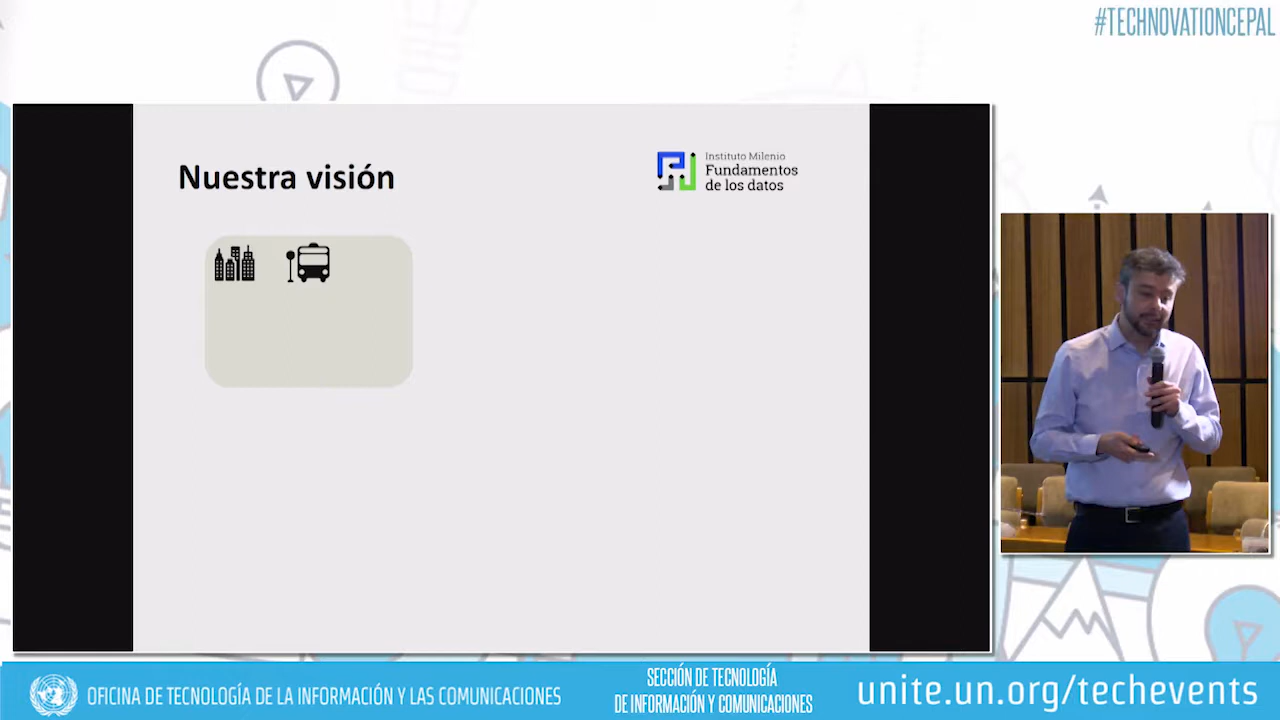 #TECHNOVATIONCEPAL
Nuestra visión
Instituto Milenio
Fundamentos
de los datos
OFICINA DE TECNOLOGÍA DE LA INFORMACIÓN Y LAS COMUNICACIONES
SECCIÓN DE TECNOLOGÍA
DE INFORMACIÓN Y COMUNICACIONES
unite.un.org/techevents